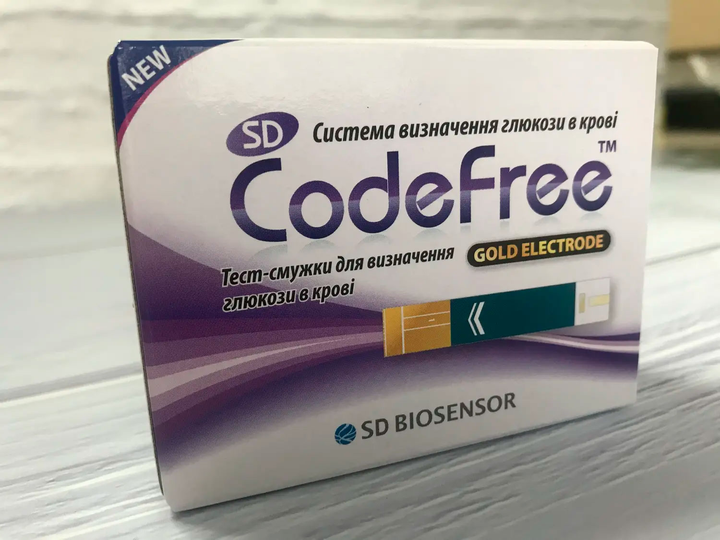 NEW
SD
Система визначення глюкози в крові
CodeFree™
Тест-смужки для визначення
глюкози в крові
GOLD ELECTRODE
SD BIOSENSOR